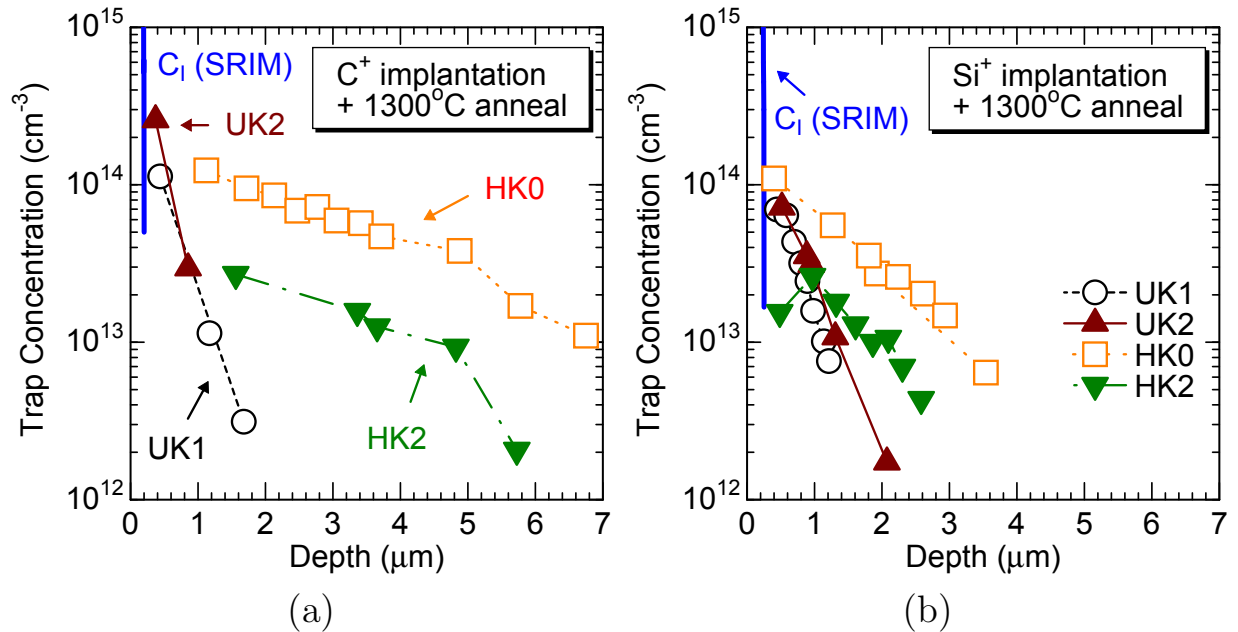 10^15
10^14
10^13
10^12
Trap Concentration (cm^-3)
C_I (SRIM)
C^+ implantation
+ 1300°C anneal
UK2
HK0
UK1
HK2
0 1 2 3 4 5 6 7
Depth (μm)
(a)
10^15
10^14
10^13
10^12
Trap Concentration (cm^-3)
Si^+ implantation
+ 1300°C anneal
C_I (SRIM)
UK1
UK2
HK0
HK2
0 1 2 3 4 5 6 7
Depth (μm)
(b)